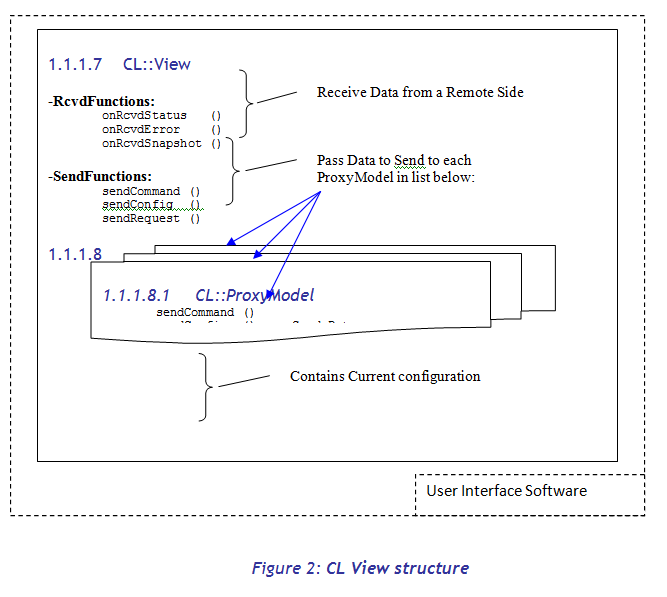 1.1.1.7 CL::View
Receive Data from a Remote Side
-RcvdFunctions:
onRcvdStatus ()
onRcvdError ()
onRcvdSnapshot ()
Pass Data to Send to each
ProxyModel in list below:
-SendFunctions:
sendCommand ()
sendConfig ()
sendRequest ()
1.1.1.8
1.1.1.8.1 CL::ProxyModel
sendCommand ()
Contains Current configuration
User Interface Software
Figure 2: CL View structure